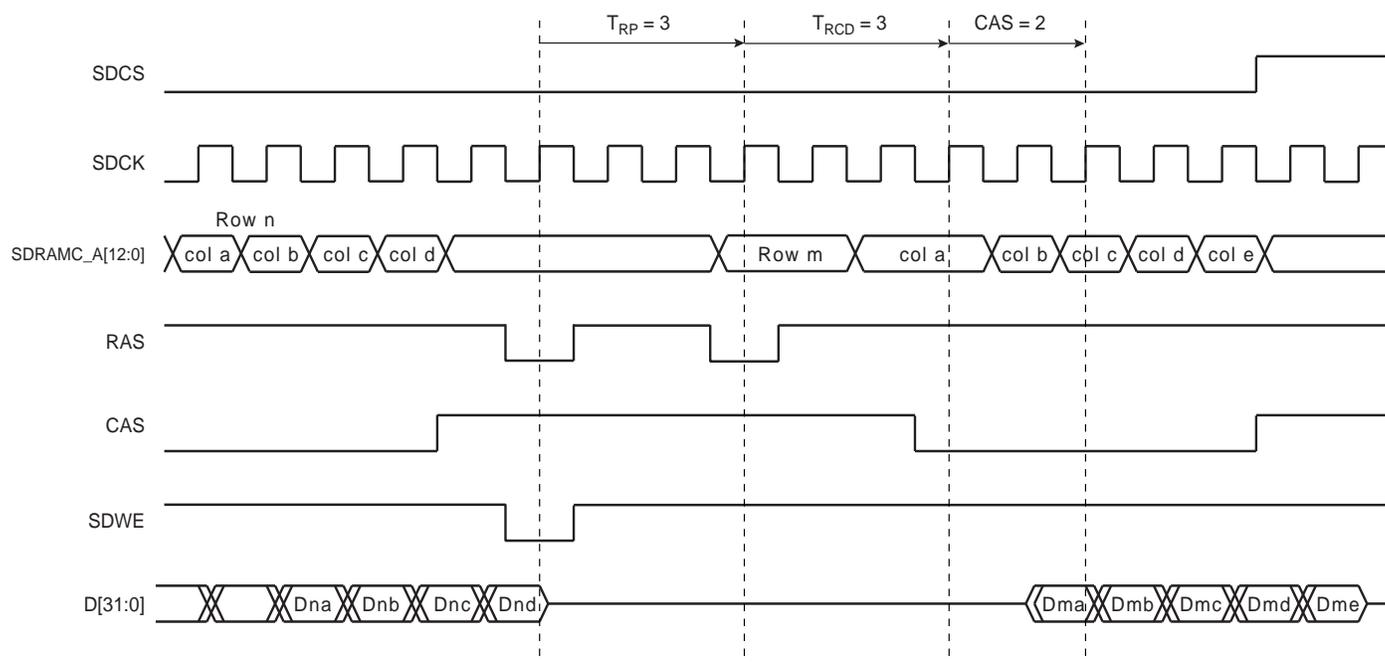 T_RP = 3 T_RCD = 3 CAS = 2
SDCS
SDCK
Row n
SDRAMC_A[12:0] col a col b col c col d Row m col a col b col c col d col e
RAS
CAS
SDWE
D[31:0] Dna Dnb Dnc Dnd Dma Dmb Dmc Dmd Dme